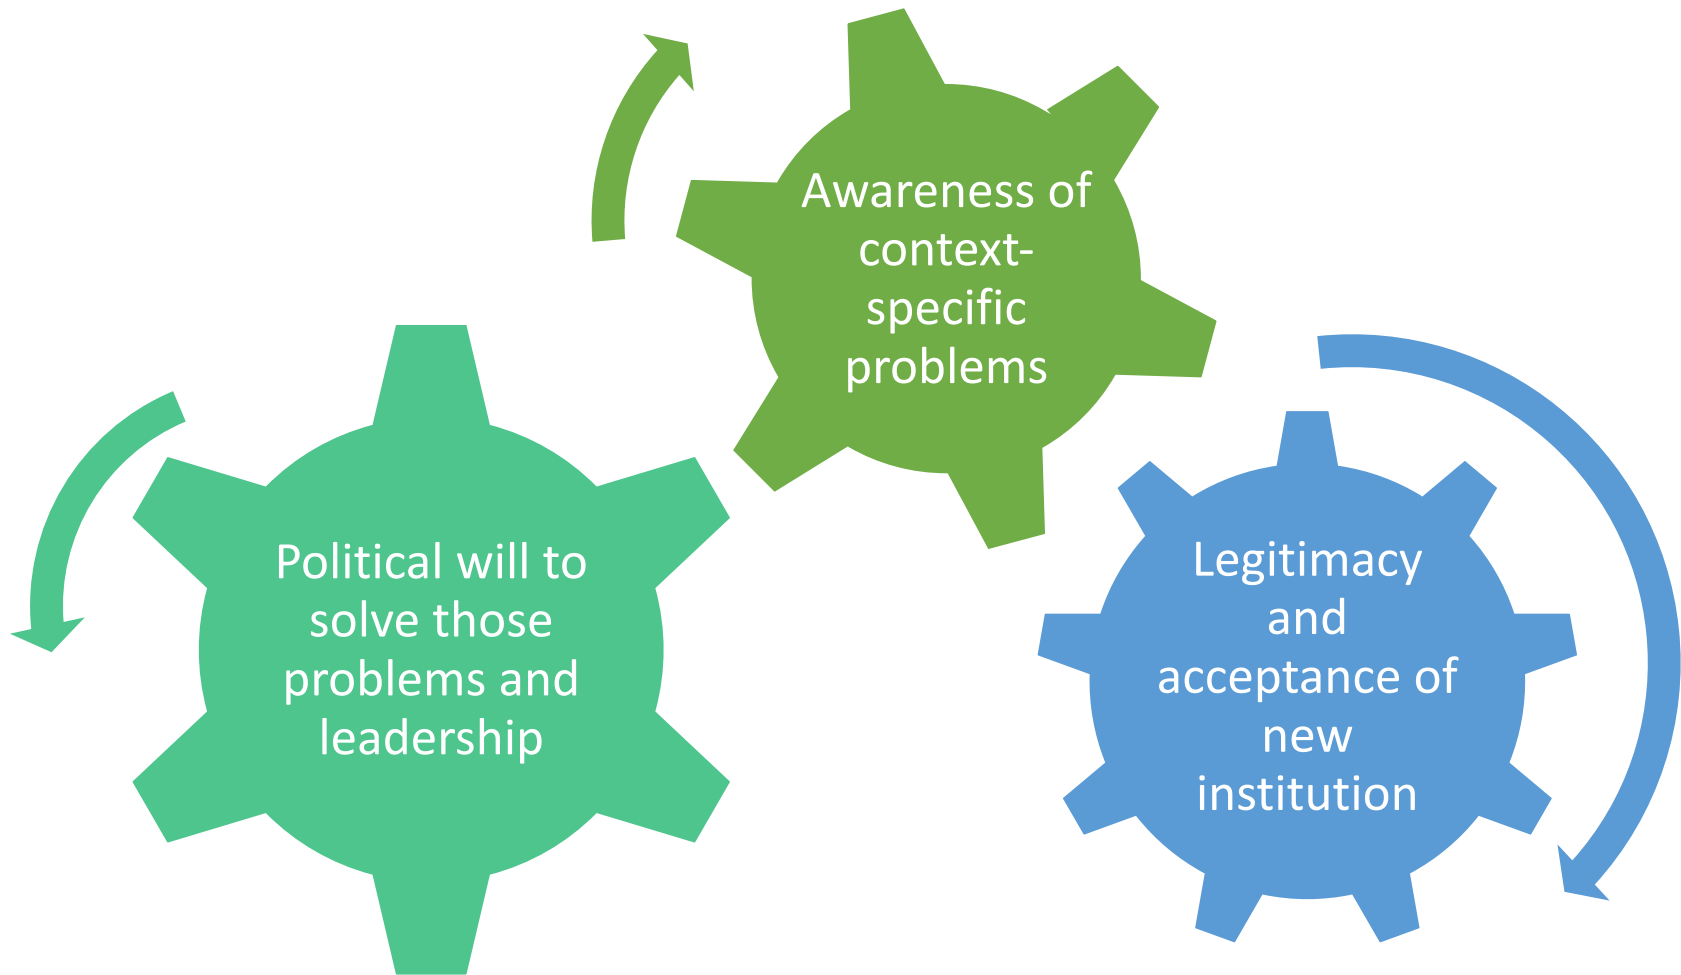 Awareness of
context-
specific
problems
Political will to
solve those
problems and
leadership
Legitimacy
and
acceptance of
new
institution